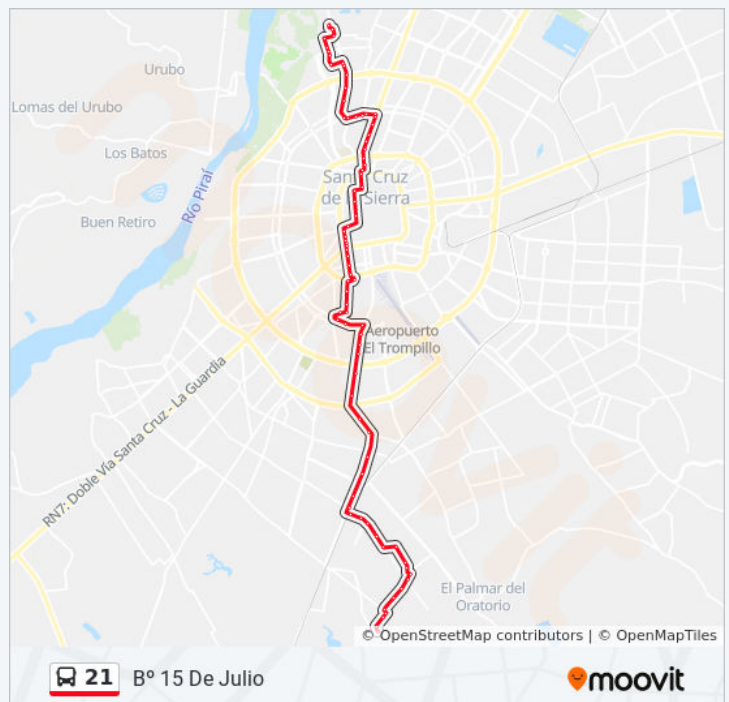 Urubo
Lomas del Urubo
Los Batos
Río Piraí
Buen Retiro
Santa Cruz
de la Sierra
Aeropuerto
El Trompillo
RN7: Doble Vía Santa Cruz - La Guardia
El Palmar del
Oratorio
© OpenStreetMap contributors | © OpenMapTiles
21 Bº 15 De Julio
moovit